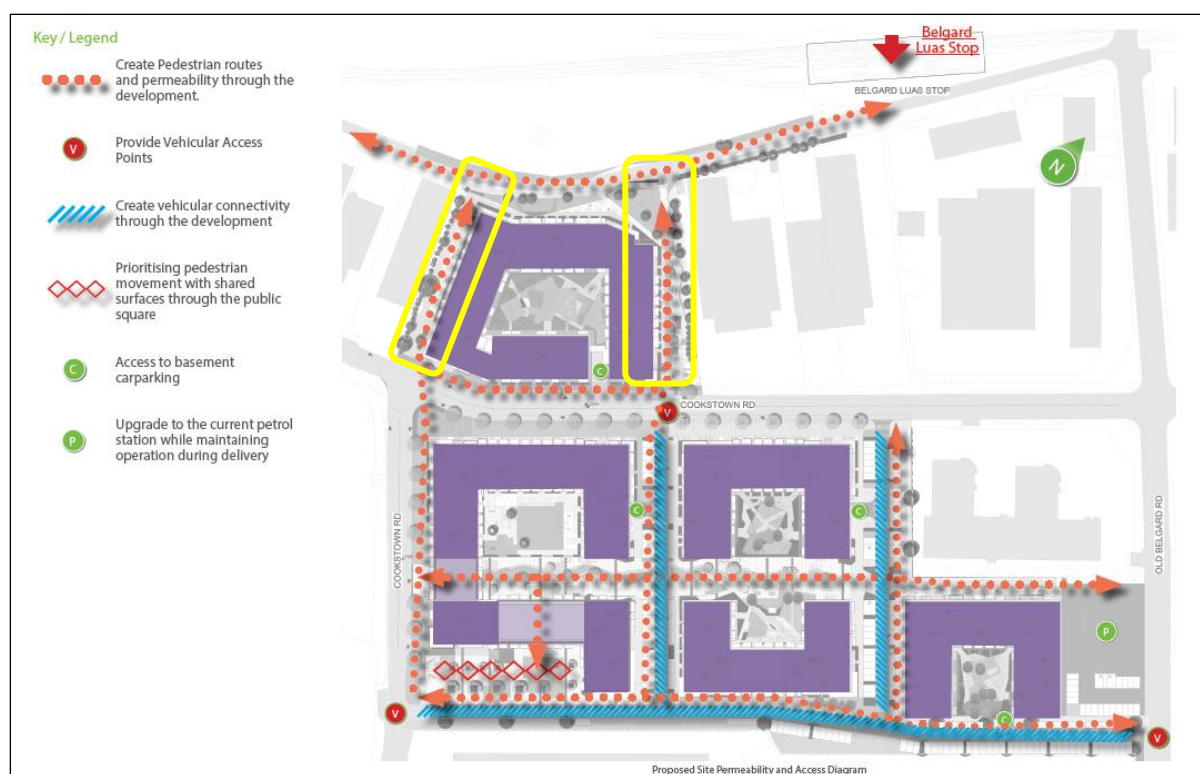 Key / Legend
Create Pedestrian routes
and permeability through the
development.
V
Provide Vehicular Access
Points
Create vehicular connectivity
through the development
Prioritising pedestrian
movement with shared
surfaces through the public
square
C
Access to basement
carparking
P
Upgrade to the current petrol
station while maintaining
operation during delivery
Belgard
Luas Stop
BELGARD LUAS STOP
N
C
COOKSTOWN RD
V
COOKSTOWN RD
C
C
OLD BELGARD RD
P
V
C
V
Proposed Site Permeability and Access Diagram